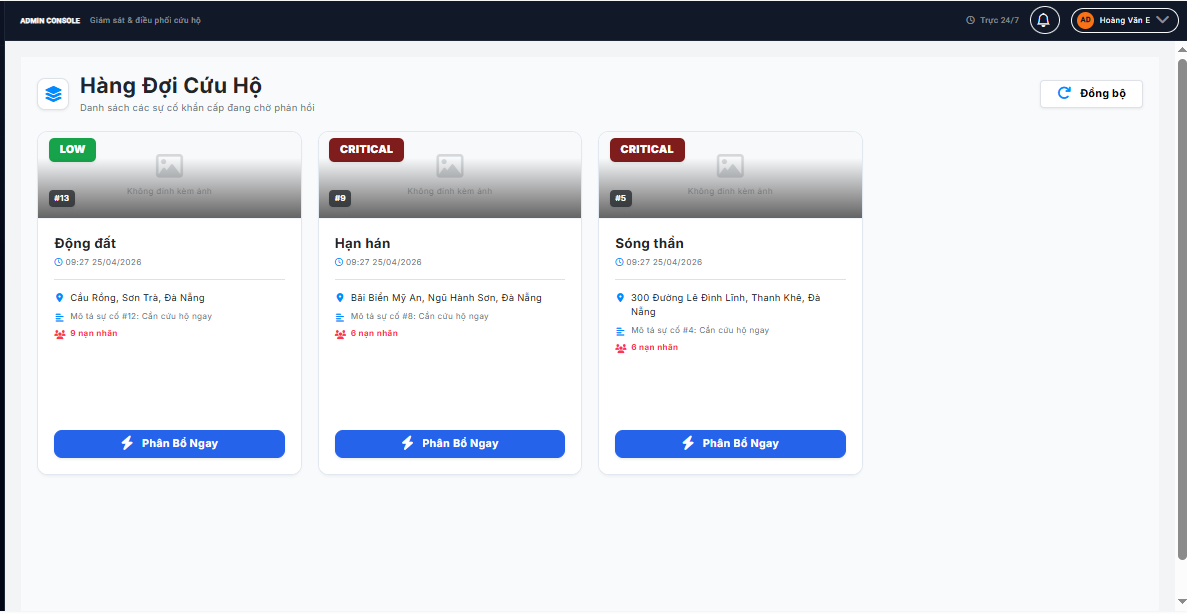 ADMIN CONSOLE Giám sát & điều phối cứu hộ Trực 24/7 AD Hoàng Văn E
Hàng Đợi Cứu Hộ
Danh sách các sự cố khẩn cấp đang chờ phản hồi
Đồng bộ
LOW
Không đính kèm ảnh
#13
Động đất
09:27 25/04/2026
Cầu Rồng, Sơn Trà, Đà Nẵng
Mô tả sự cố #12: Cần cứu hộ ngay
9 nạn nhân
Phân Bổ Ngay
CRITICAL
Không đính kèm ảnh
#9
Hạn hán
09:27 25/04/2026
Bãi Biển Mỹ An, Ngũ Hành Sơn, Đà Nẵng
Mô tả sự cố #8: Cần cứu hộ ngay
6 nạn nhân
Phân Bổ Ngay
CRITICAL
Không đính kèm ảnh
#5
Sóng thần
09:27 25/04/2026
300 Đường Lê Đình Lĩnh, Thanh Khê, Đà
Nẵng
Mô tả sự cố #4: Cần cứu hộ ngay
6 nạn nhân
Phân Bổ Ngay